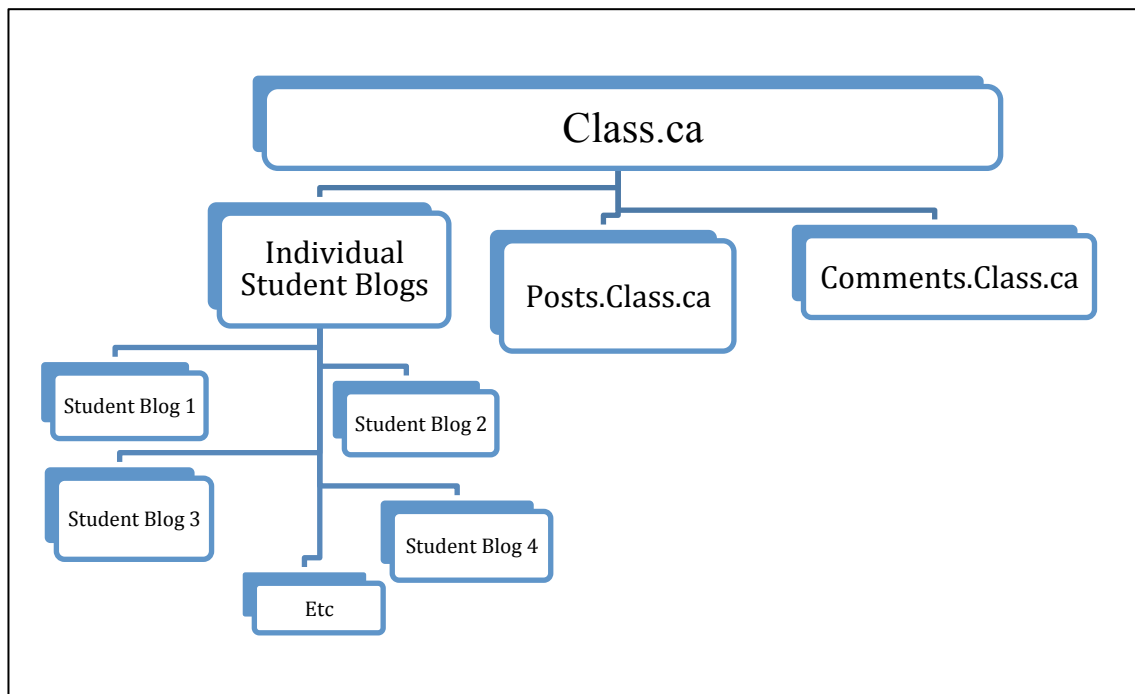 Class.ca
Individual
Student Blogs
Posts.Class.ca
Comments.Class.ca
Student Blog 1
Student Blog 2
Student Blog 3
Student Blog 4
Etc